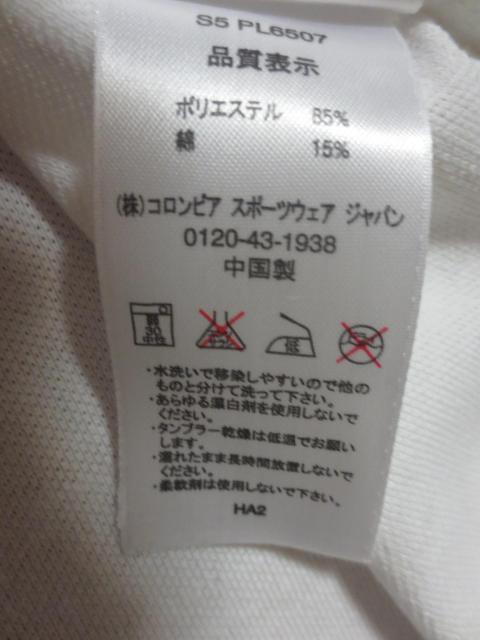 S5 PL6507
品質表示
ポリエステル 85%
綿 15%
(株)コロンビア スポーツウェア ジャパン
0120-43-1938
中国製
弱
30
中性
低
・水洗いで移染しやすいので他の
ものと分けて洗って下さい。
・あらゆる漂白剤を使用しないで
ください。
・タンブラー乾燥は低温でお願い
します。
・濡れたまま長時間放置しないで
ください。
・柔軟剤は使用しないで下さい。
HA2